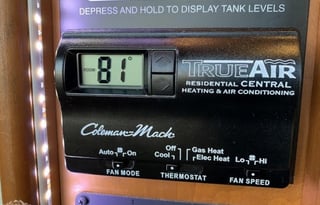 DEPRESS AND HOLD TO DISPLAY TANK LEVELS
ROOM 81°
TRUEAIR
RESIDENTIAL CENTRAL
HEATING & AIR CONDITIONING
Coleman-Mach
Auto On
Off
Cool
Gas Heat
Elec Heat
Lo HI
FAN MODE
THERMOSTAT
FAN SPEED